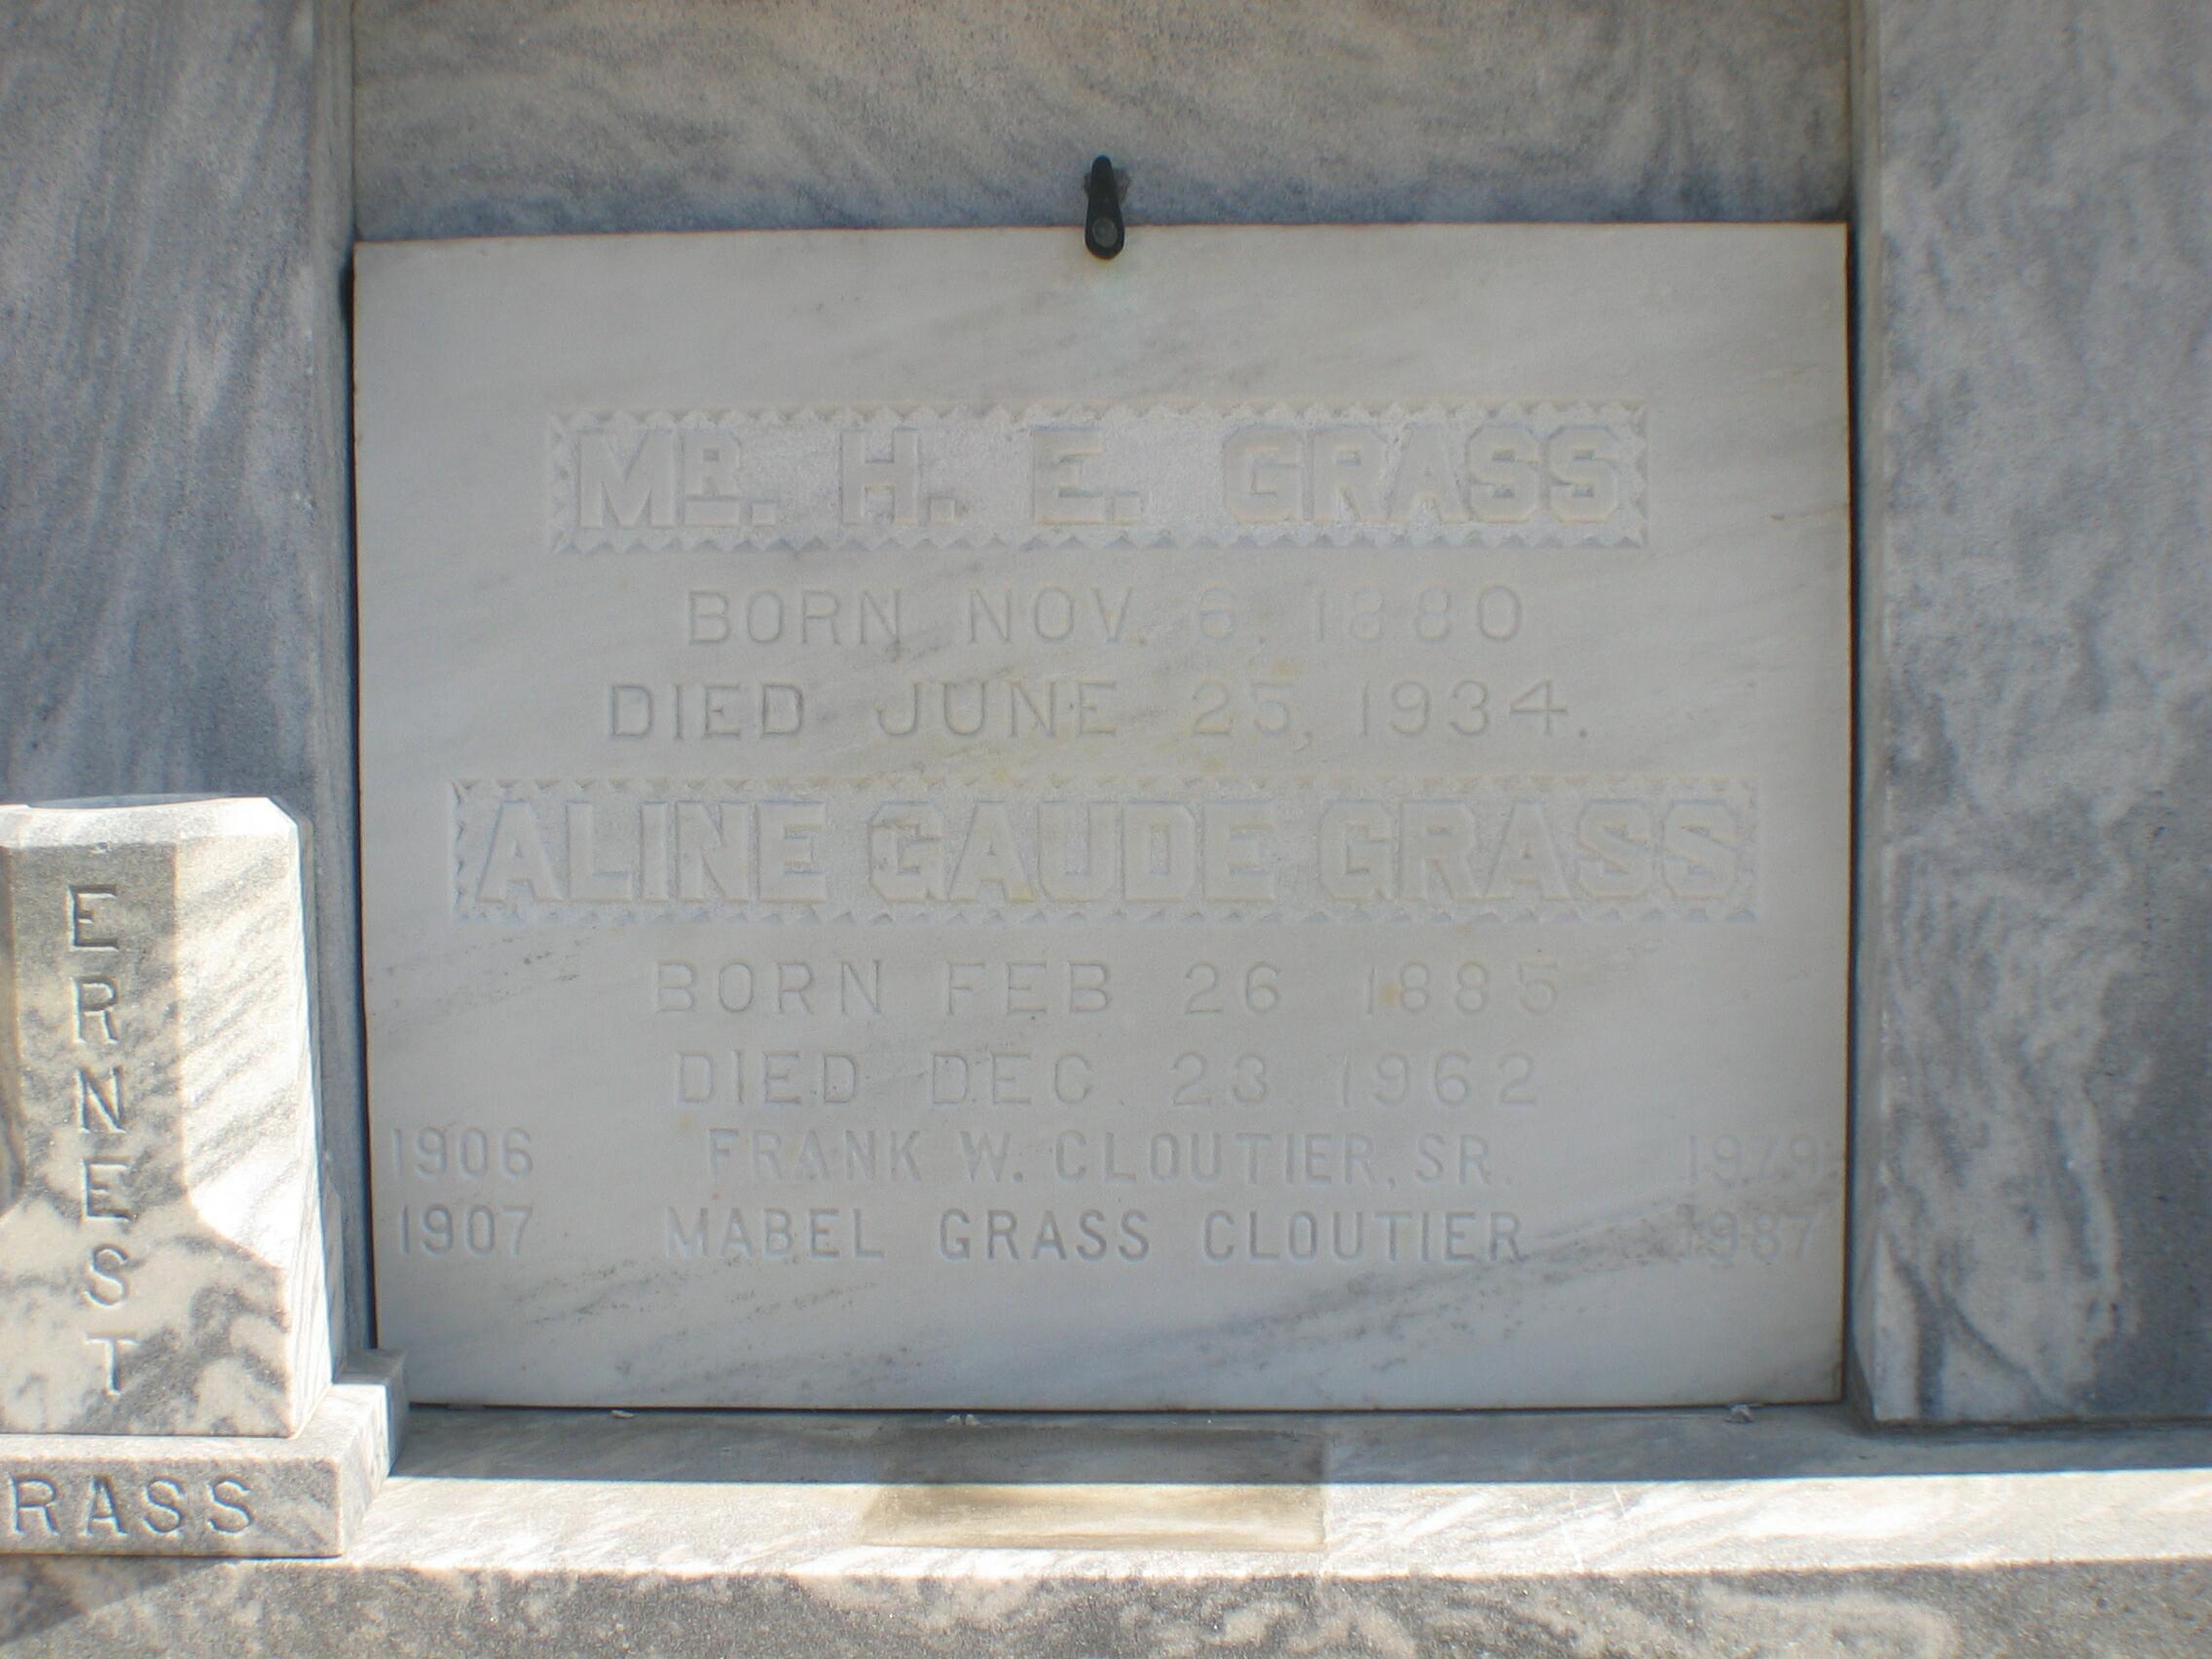 MR. H. E. GRASS
BORN NOV. 6, 1880
DIED JUNE 25, 1934.
ALINE GAUDE GRASS
BORN FEB 26 1885
DIED DEC 23 1962
1906 FRANK W. CLOUTIER, SR. 1979
1907 MABEL GRASS CLOUTIER 1987
ERNEST
RASS